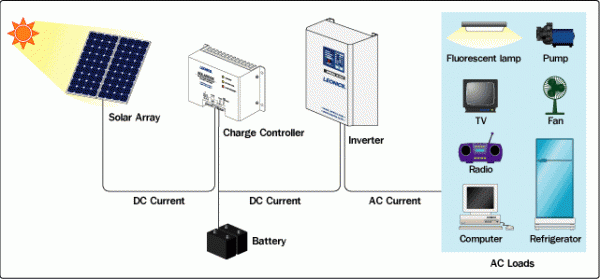 LEONICS
LEONICS
Fluorescent lamp
Pump
Solar Array
Charge Controller
Inverter
TV
Fan
Radio
DC Current
DC Current
AC Current
Battery
Computer
Refrigerator
AC Loads